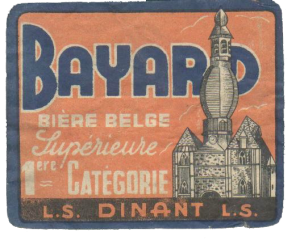 BAYARD
BIÈRE BELGE
Supérieure
1ère CATÉGORIE
L.S. DINANT L.S.